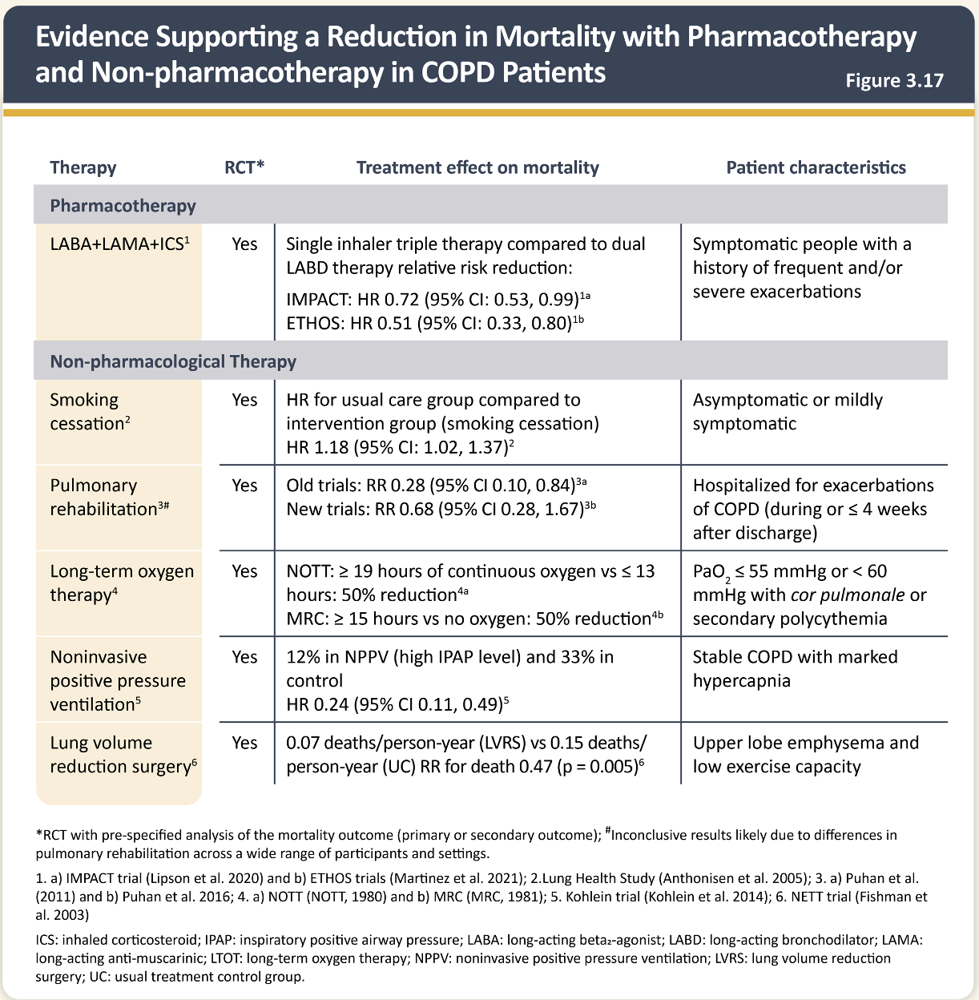 Evidence Supporting a Reduction in Mortality with Pharmacotherapy
and Non-pharmacotherapy in COPD Patients
Figure 3.17
Therapy RCT* Treatment effect on mortality Patient characteristics
Pharmacotherapy
LABA+LAMA+ICS¹
Yes
Single inhaler triple therapy compared to dual
LABD therapy relative risk reduction:
IMPACT: HR 0.72 (95% CI: 0.53, 0.99)¹ᵃ
ETHOS: HR 0.51 (95% CI: 0.33, 0.80)¹ᵇ
Symptomatic people with a
history of frequent and/or
severe exacerbations
Non-pharmacological Therapy
Smoking
cessation²
Yes
HR for usual care group compared to
intervention group (smoking cessation)
HR 1.18 (95% CI: 1.02, 1.37)²
Asymptomatic or mildly
symptomatic
Pulmonary
rehabilitation³#
Yes
Old trials: RR 0.28 (95% CI 0.10, 0.84)³ᵃ
New trials: RR 0.68 (95% CI 0.28, 1.67)³ᵇ
Hospitalized for exacerbations
of COPD (during or ≤ 4 weeks
after discharge)
Long-term oxygen
therapy⁴
Yes
NOTT: ≥ 19 hours of continuous oxygen vs ≤ 13
hours: 50% reduction⁴ᵃ
MRC: ≥ 15 hours vs no oxygen: 50% reduction⁴ᵇ
PaO₂ ≤ 55 mmHg or < 60
mmHg with cor pulmonale or
secondary polycythemia
Noninvasive
positive pressure
ventilation⁵
Yes
12% in NPPV (high IPAP level) and 33% in
control
HR 0.24 (95% CI 0.11, 0.49)⁵
Stable COPD with marked
hypercapnia
Lung volume
reduction surgery⁶
Yes
0.07 deaths/person-year (LVRS) vs 0.15 deaths/
person-year (UC) RR for death 0.47 (p = 0.005)⁶
Upper lobe emphysema and
low exercise capacity
*RCT with pre-specified analysis of the mortality outcome (primary or secondary outcome); #Inconclusive results likely due to differences in
pulmonary rehabilitation across a wide range of participants and settings.
1. a) IMPACT trial (Lipson et al. 2020) and b) ETHOS trials (Martinez et al. 2021); 2.Lung Health Study (Anthonisen et al. 2005); 3. a) Puhan et al.
(2011) and b) Puhan et al. 2016; 4. a) NOTT (NOTT, 1980) and b) MRC (MRC, 1981); 5. Kohlein trial (Kohlein et al. 2014); 6. NETT trial (Fishman et
al. 2003)
ICS: inhaled corticosteroid; IPAP: inspiratory positive airway pressure; LABA: long-acting beta₂-agonist; LABD: long-acting bronchodilator; LAMA:
long-acting anti-muscarinic; LTOT: long-term oxygen therapy; NPPV: noninvasive positive pressure ventilation; LVRS: lung volume reduction
surgery; UC: usual treatment control group.